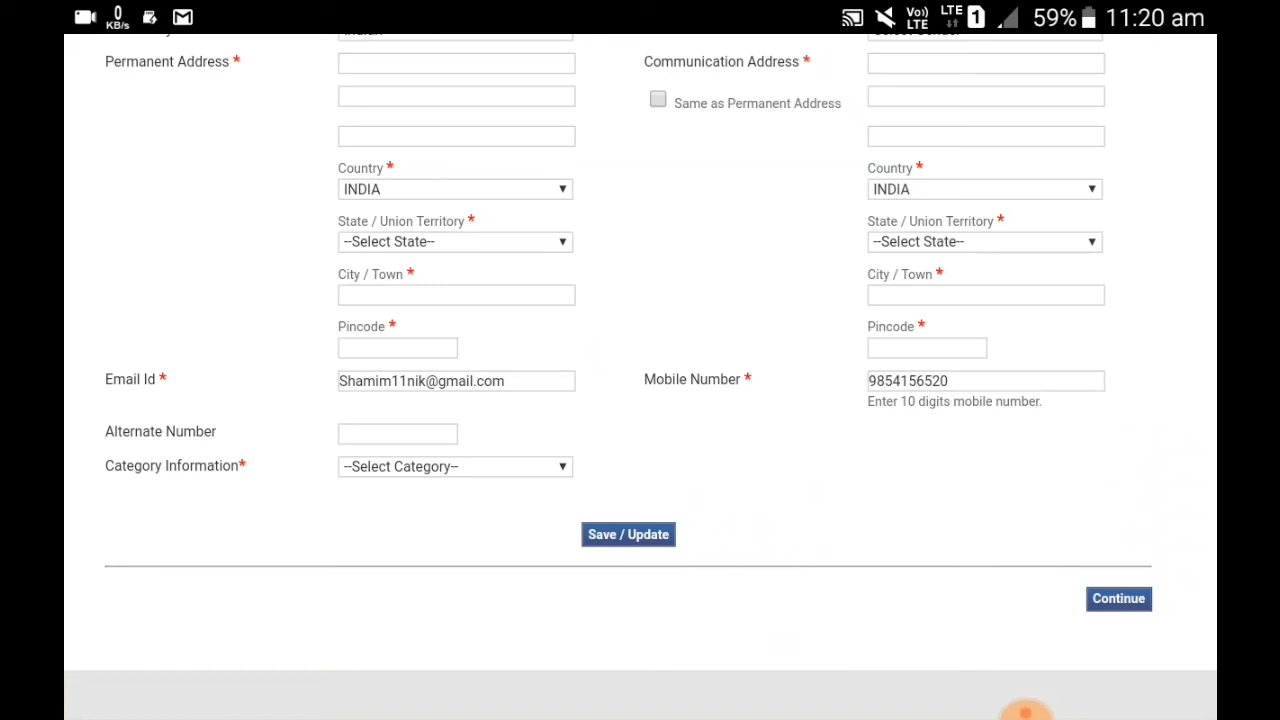 0
KB/s
Vo))
LTE
LTE
1
59%
11:20 am
Permanent Address *
Communication Address *
Same as Permanent Address
Country *
INDIA
Country *
INDIA
State / Union Territory *
--Select State--
State / Union Territory *
--Select State--
City / Town *
City / Town *
Pincode *
Pincode *
Email Id *
Shamim11nik@gmail.com
Mobile Number *
9854156520
Enter 10 digits mobile number.
Alternate Number
Category Information*
--Select Category--
Save / Update
Continue